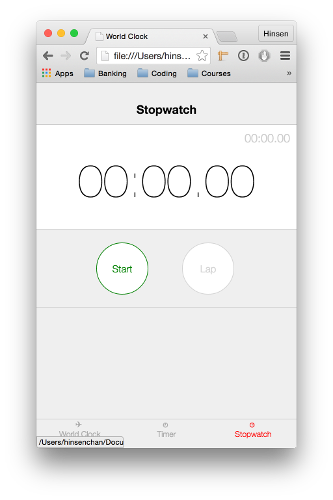 World Clock
Hinsen
file:///Users/hins...
Apps Banking Coding Courses »
Stopwatch
00:00.00
00:00.00
Start Lap
World Clock Timer Stopwatch
/Users/hinsenchan/Docu